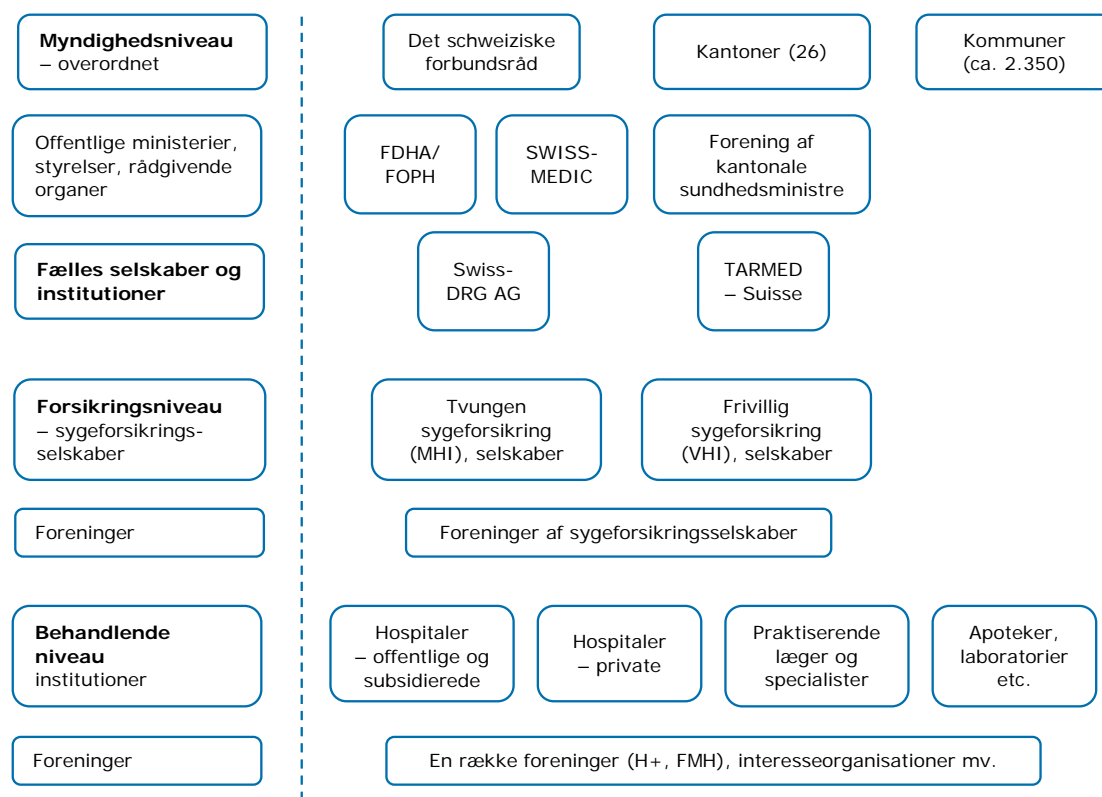 Myndighedsniveau
– overordnet
Det schweiziske
forbundsråd
Kantoner (26)
Kommuner
(ca. 2.350)
Offentlige ministerier,
styrelser, rådgivende
organer
FDHA/
FOPH
SWISS-
MEDIC
Forening af
kantonale
sundhedsministre
Fælles selskaber og
institutioner
Swiss-
DRG AG
TARMED
– Suisse
Forsikringsniveau
– sygeforsikrings-
selskaber
Tvungen
sygeforsikring
(MHI), selskaber
Frivillig
sygeforsikring
(VHI), selskaber
Foreninger
Foreninger af sygeforsikringsselskaber
Behandlende
niveau
institutioner
Hospitaler
– offentlige og
subsidierede
Hospitaler
– private
Praktiserende
læger og
specialister
Apoteker,
laboratorier
etc.
Foreninger
En række foreninger (H+, FMH), interesseorganisationer mv.